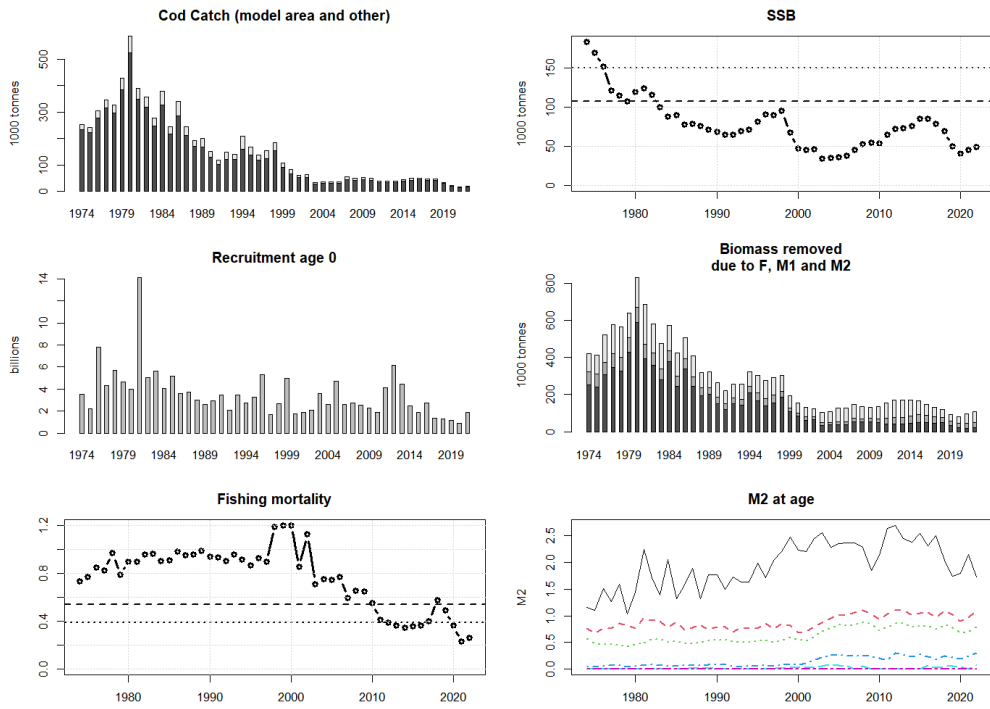 Cod Catch (model area and other)
1000 tonnes
0 100 300 500
1974 1979 1984 1989 1994 1999 2004 2009 2014 2019
SSB
1000 tonnes
0 50 100 150
1980 1990 2000 2010 2020
Recruitment age 0
billions
0 2 4 6 8 10 14
1974 1979 1984 1989 1994 1999 2004 2009 2014 2019
Biomass removed
due to F, M1 and M2
1000 tonnes
0 200 400 600 800
1974 1979 1984 1989 1994 1999 2004 2009 2014 2019
Fishing mortality
0.0 0.4 0.8 1.2
1980 1990 2000 2010 2020
M2 at age
M2
0.0 0.5 1.0 1.5 2.0 2.5
1980 1990 2000 2010 2020